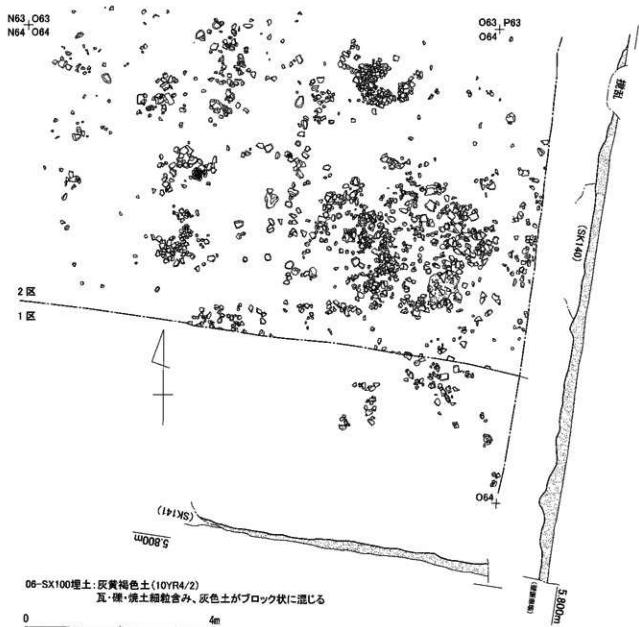 N63 O63
N64 O64
O63 P63
O64
撹乱
(SK140)
2区
1区
O64
(SK141)
5.800m
5.800m
06-SX100埋土:灰黄褐色土(10YR4/2)
瓦・礫・焼土細粒含み、灰色土がブロック状に混じる
0 4m